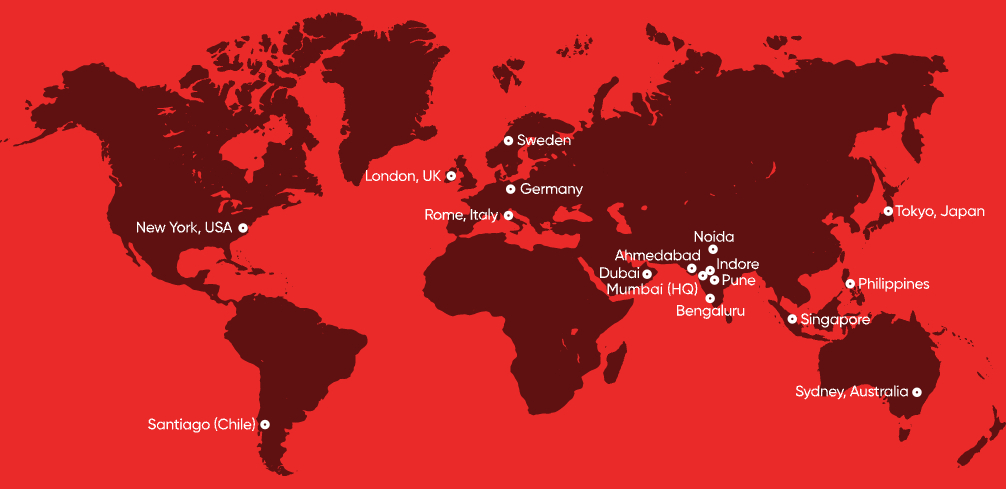 Sweden
London, UK
Germany
Rome, Italy
Tokyo, Japan
New York, USA
Noida
Ahmedabad
Indore
Dubai
Pune
Mumbai (HQ)
Philippines
Bengaluru
Singapore
Sydney, Australia
Santiago (Chile)